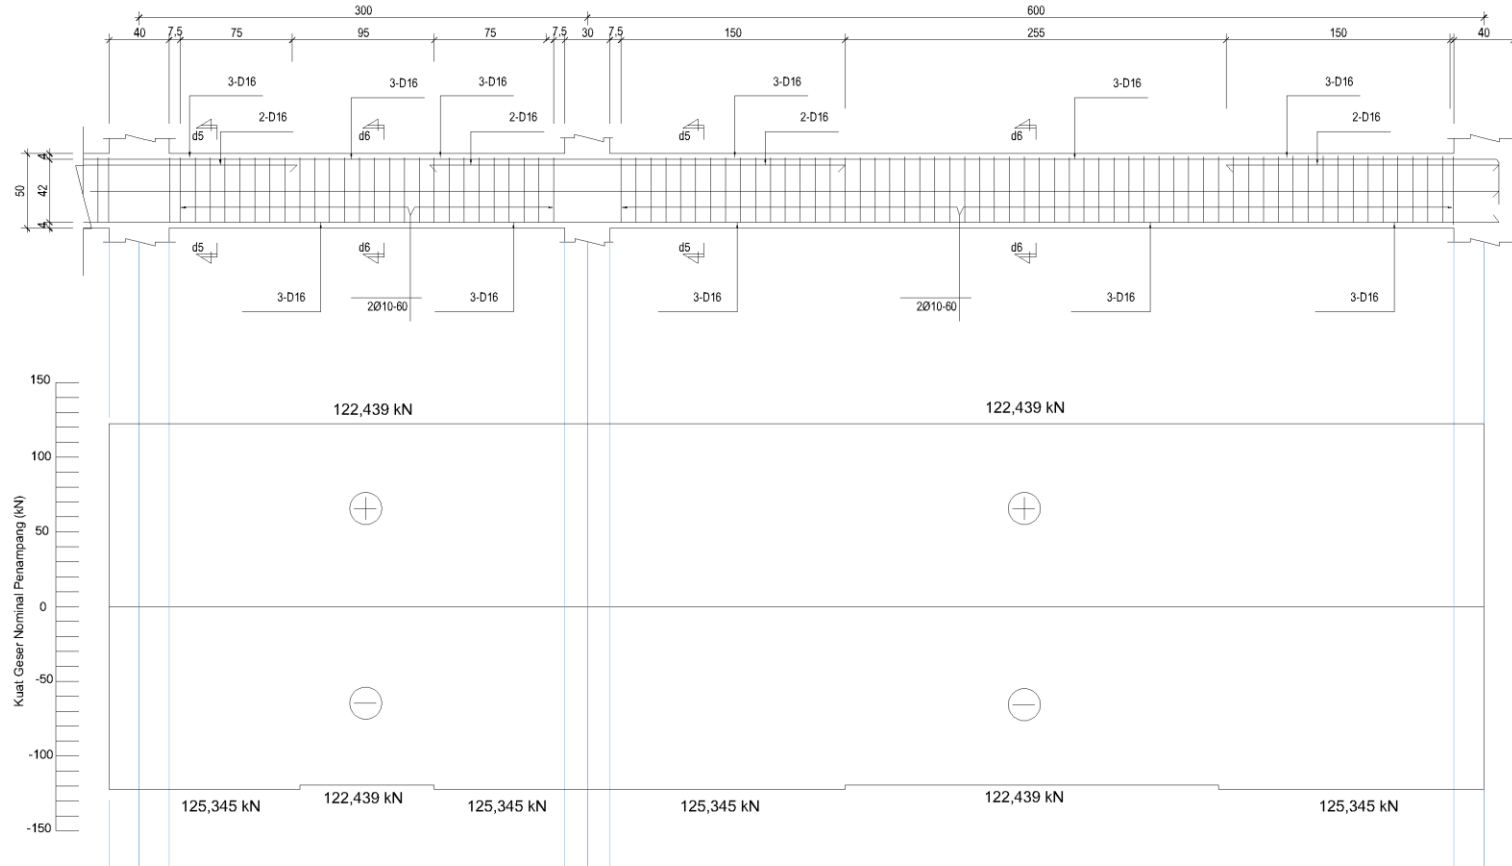 300
600
40
7,5
75
95
75
7,5
30
7,5
150
255
150
40
3-D16
3-D16
3-D16
3-D16
3-D16
3-D16
2-D16
2-D16
2-D16
2-D16
d5
d6
d5
d6
4
50
42
4
d5
d6
d5
d6
3-D16
2Ø10-60
3-D16
3-D16
2Ø10-60
3-D16
3-D16
150
122,439 kN
122,439 kN
100
50
Kuat Geser Nominal Penampang (kN)
0
-50
-100
125,345 kN
122,439 kN
125,345 kN
125,345 kN
122,439 kN
125,345 kN
-150